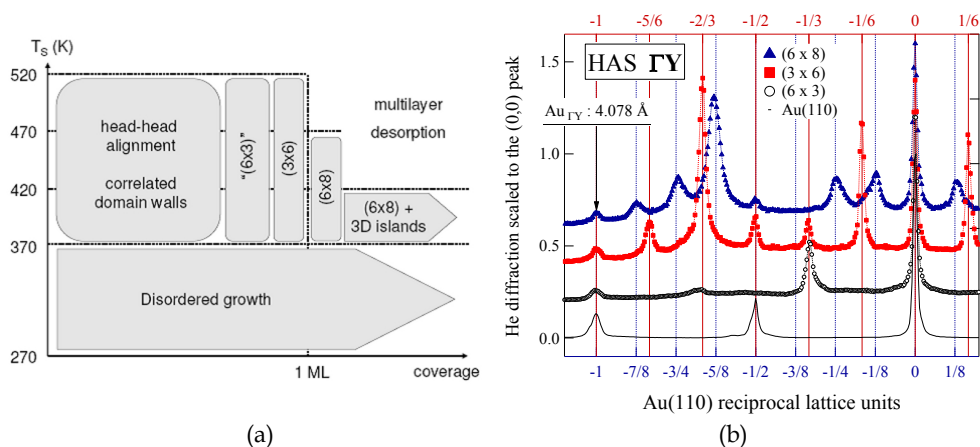 T_S (K)
520
470
420
370
270
head-head
alignment
correlated
domain walls
"(6x3)"
(3x6)
(6x8)
multilayer
desorption
(6x8) +
3D islands
Disordered growth
1 ML
coverage
(a)
-1
-5/6
-2/3
-1/2
-1/3
-1/6
0
1/6
HAS ΓY
(6 x 8)
(3 x 6)
(6 x 3)
Au(110)
Au ΓY : 4.078 Å
He diffraction scaled to the (0,0) peak
1.5
1.0
0.5
0.0
-1
-7/8
-3/4
-5/8
-1/2
-3/8
-1/4
-1/8
0
1/8
Au(110) reciprocal lattice units
(b)